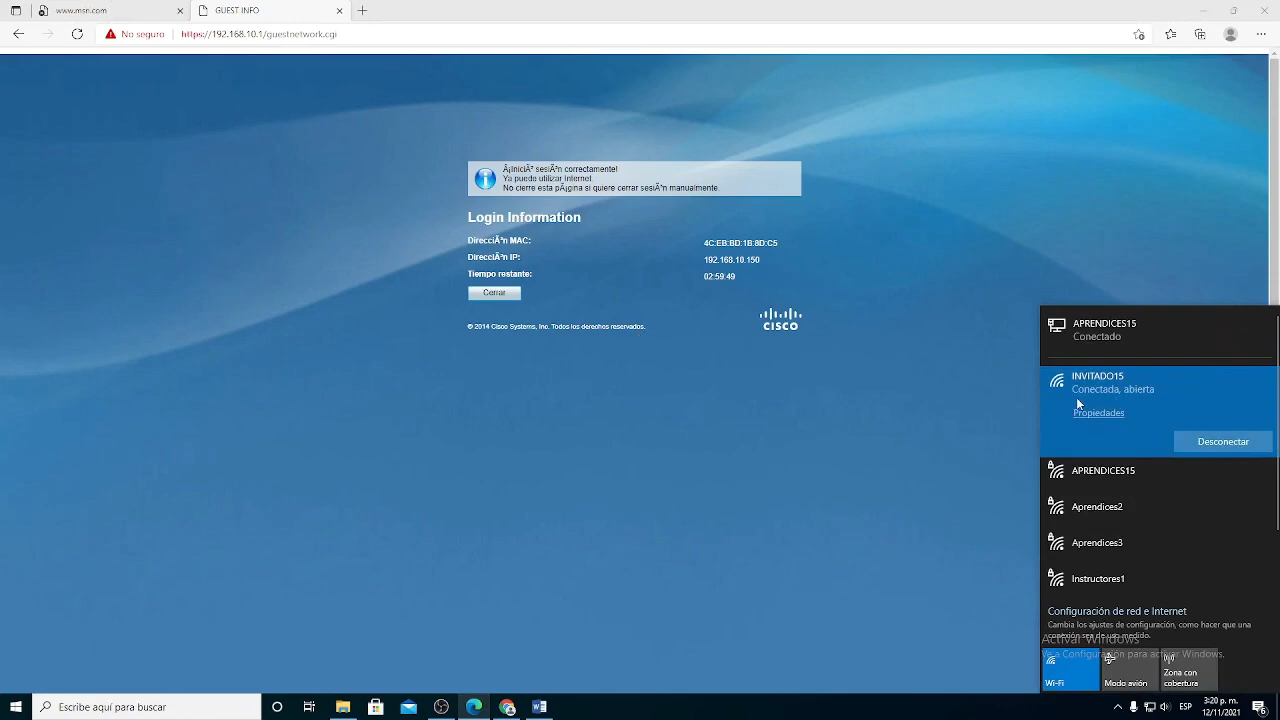 www.msn.com
GUEST INFO
No seguro
https://192.168.10.1/guestnetwork.cgi
Â¡IniciÃ³ sesiÃ³n correctamente!
Ya puede utilizar Internet.
No cierre esta pÃ¡gina si quiere cerrar sesiÃ³n manualmente.
Login Information
DirecciÃ³n MAC: 4C:EB:BD:1B:8D:C5
DirecciÃ³n IP: 192.168.10.150
Tiempo restante: 02:59:49
Cerrar
© 2014 Cisco Systems, Inc. Todos los derechos reservados.
CISCO
APRENDICES15
Conectado
INVITADO15
Conectada, abierta
Propiedades
Desconectar
APRENDICES15
Aprendices2
Aprendices3
Instructores1
Configuración de red e Internet
Cambia los ajustes de configuración, como hacer que una
conexión sea de uso medido.
Activar Windows
Ve a Configuración para activar Windows.
Wi-Fi
Modo avión
Zona con
cobertura
Escribe aquí para buscar
ESP
3:20 p. m.
12/11/2021